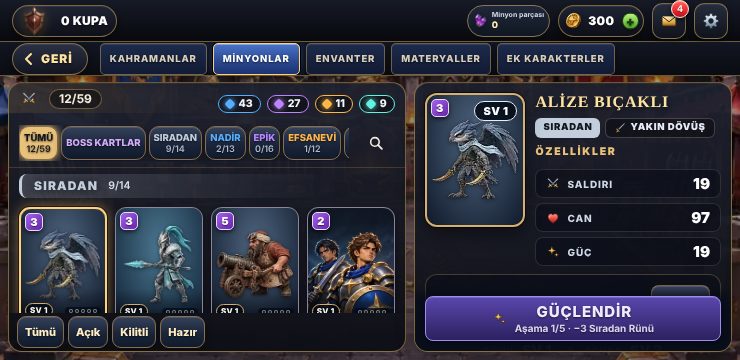 0 KUPA
Minyon parçası
0
300
4
GERİ
KAHRAMANLAR
MİNYONLAR
ENVANTER
MATERYALLER
EK KARAKTERLER
12/59
43
27
11
9
TÜMÜ
12/59
BOSS KARTLAR
SIRADAN
9/14
NADİR
2/13
EPİK
0/16
EFSANEVİ
1/12
SIRADAN 9/14
3
SV 1
3
SV 1
5
SV 1
2
SV 1
Tümü
Açık
Kilitli
Hazır
3
SV 1
ALİZE BIÇAKLI
SIRADAN
YAKIN DÖVÜŞ
ÖZELLİKLER
SALDIRI 19
CAN 97
GÜÇ 19
GÜÇLENDİR
Aşama 1/5 · −3 Sıradan Rünü